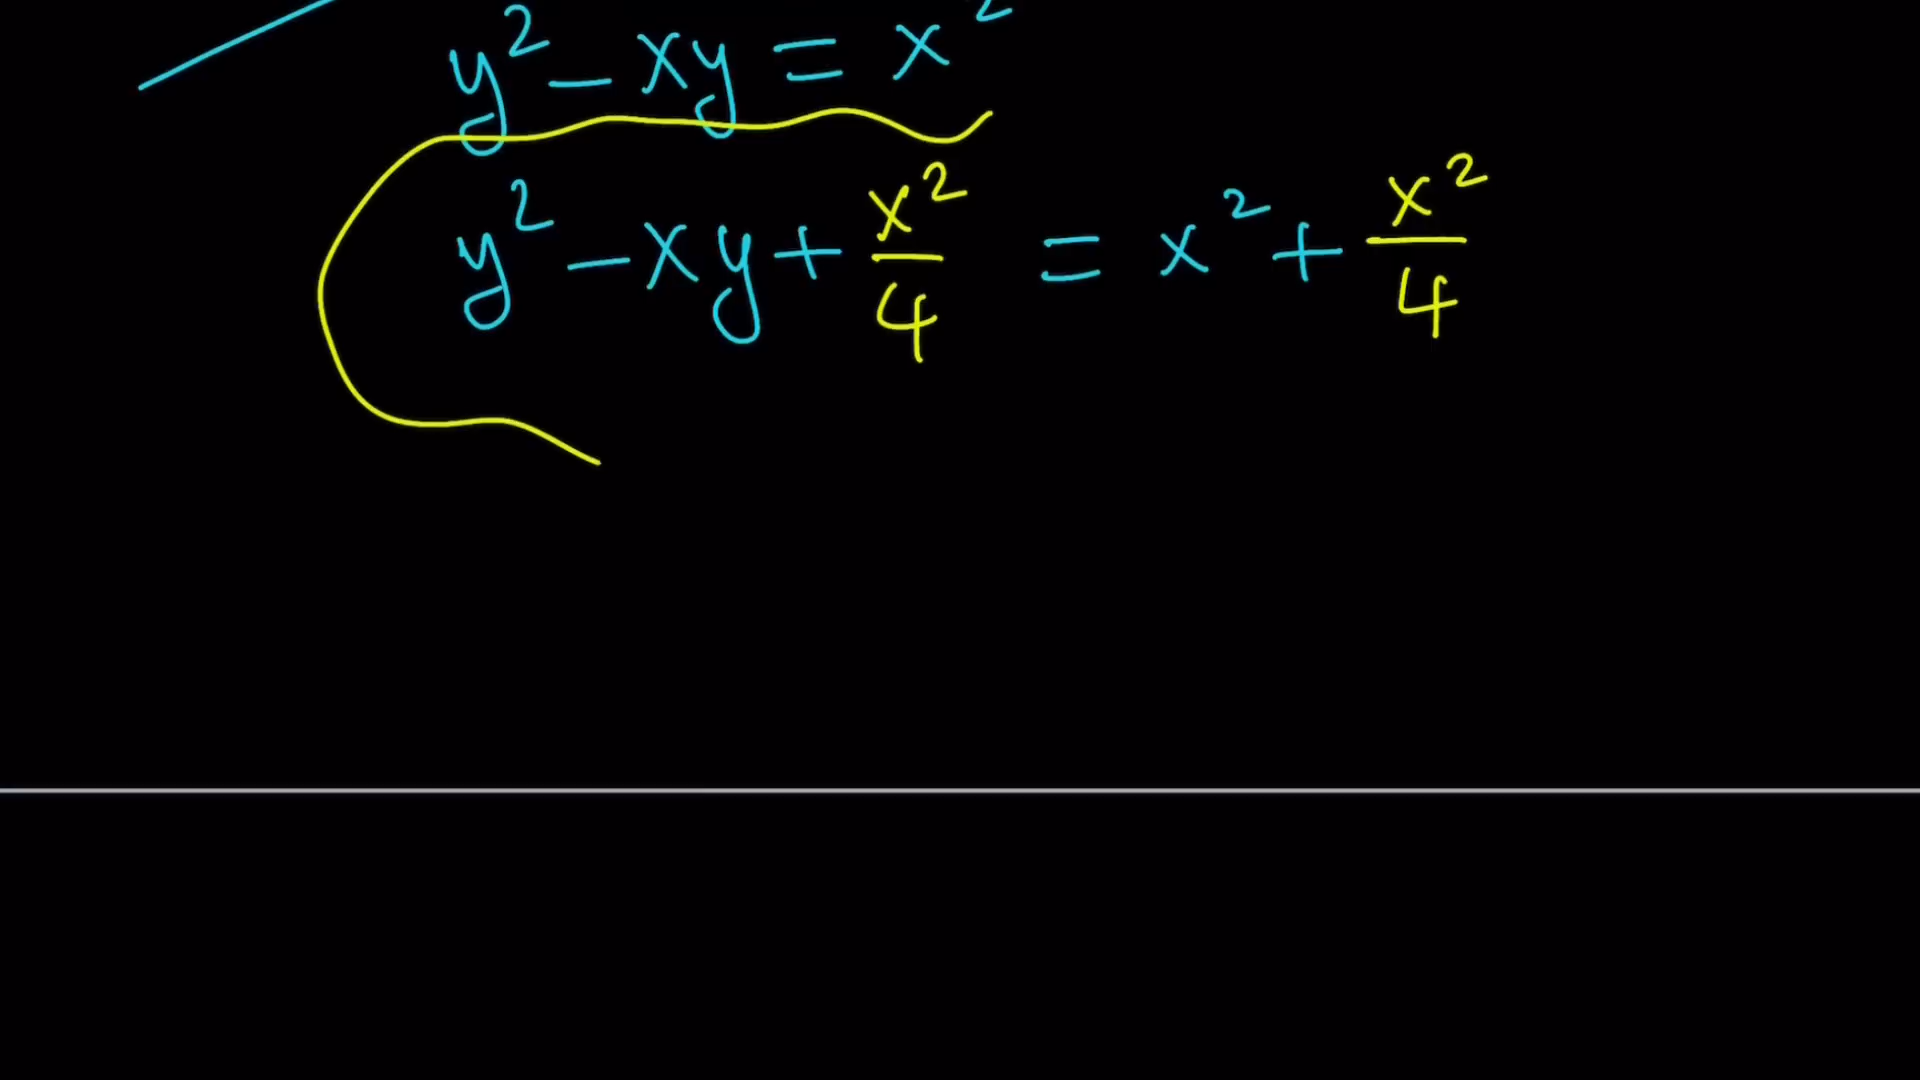 y² - xy = x²
y² - xy + x²/4 = x² + x²/4